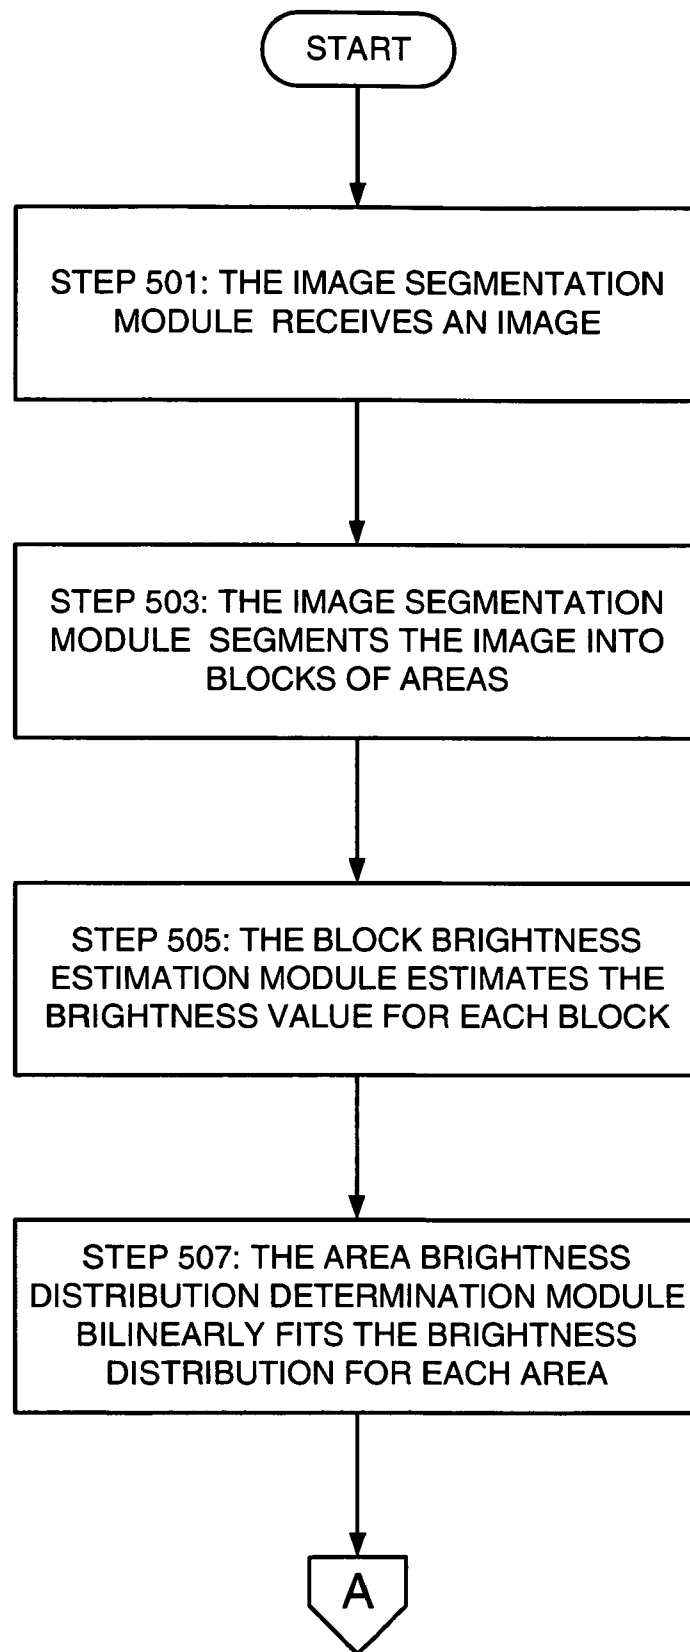 START
STEP 501: THE IMAGE SEGMENTATION
MODULE RECEIVES AN IMAGE
STEP 503: THE IMAGE SEGMENTATION
MODULE SEGMENTS THE IMAGE INTO
BLOCKS OF AREAS
STEP 505: THE BLOCK BRIGHTNESS
ESTIMATION MODULE ESTIMATES THE
BRIGHTNESS VALUE FOR EACH BLOCK
STEP 507: THE AREA BRIGHTNESS
DISTRIBUTION DETERMINATION MODULE
BILINEARLY FITS THE BRIGHTNESS
DISTRIBUTION FOR EACH AREA
A